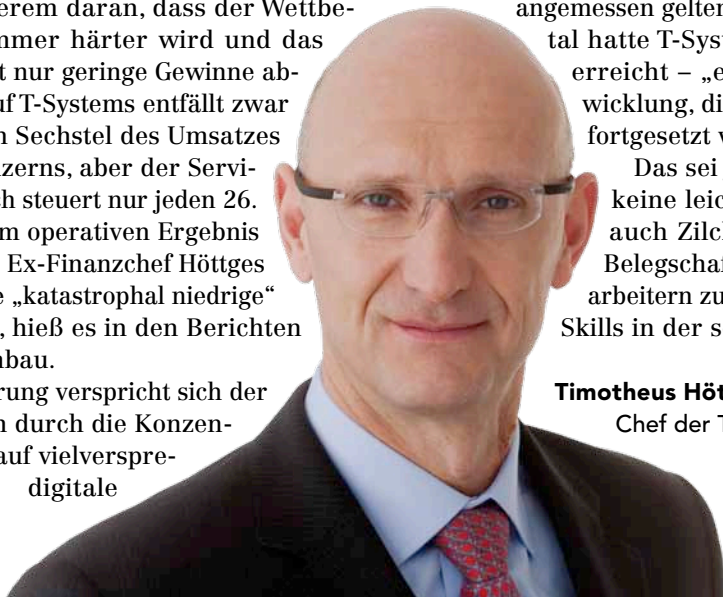 erem daran, dass der Wettbe-
mmer härter wird und das
t nur geringe Gewinne ab-
uf T-Systems entfällt zwar
n Sechstel des Umsatzes
zerns, aber der Servi-
ch steuert nur jeden 26.
m operativen Ergebnis
Ex-Finanzchef Höttges
e „katastrophal niedrige“
, hieß es in den Berichten
nbau.
rung verspricht sich der
n durch die Konzen-
auf vielverspre-
digitale
angemessen gelten
tal hatte T-Syst
erreicht – „e
wicklung, di
fortgesetzt w
Das sei
keine leic
auch Zilc
Belegschaf
arbeitern zu
Skills in der s
Timotheus Höt
Chef der T